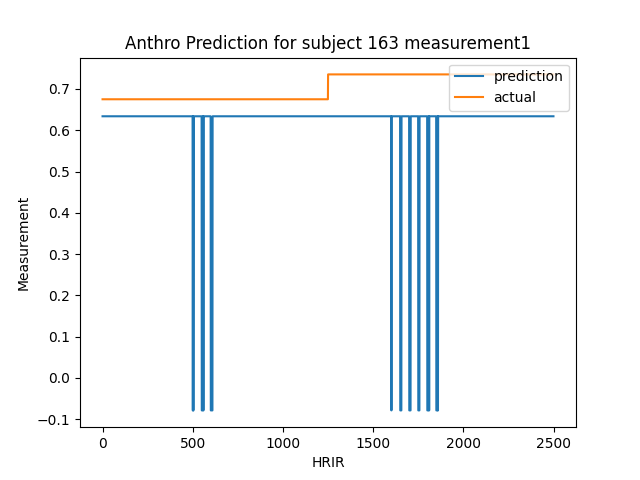 Anthro Prediction for subject 163 measurement1
prediction
actual
0.7
0.6
0.5
0.4
0.3
0.2
0.1
0.0
−0.1
Measurement
0 500 1000 1500 2000 2500
HRIR